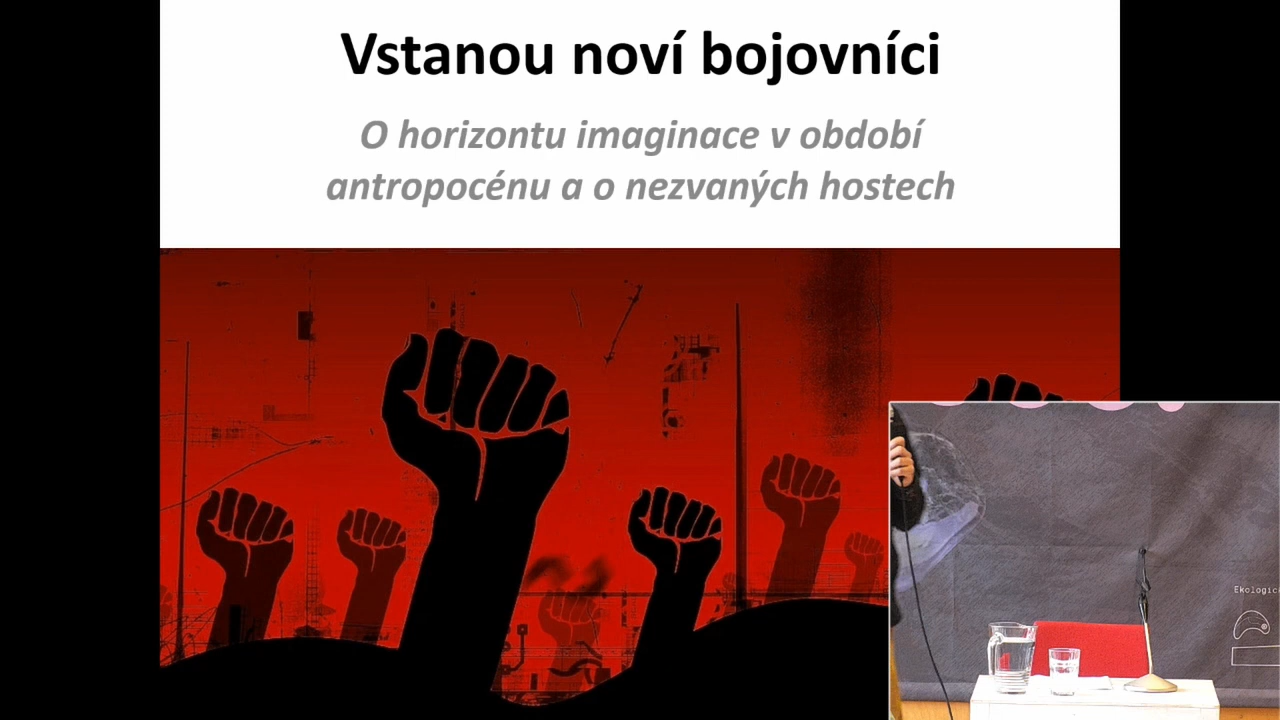 Vstanou noví bojovníci
O horizontu imaginace v období
antropocénu a o nezvaných hostech